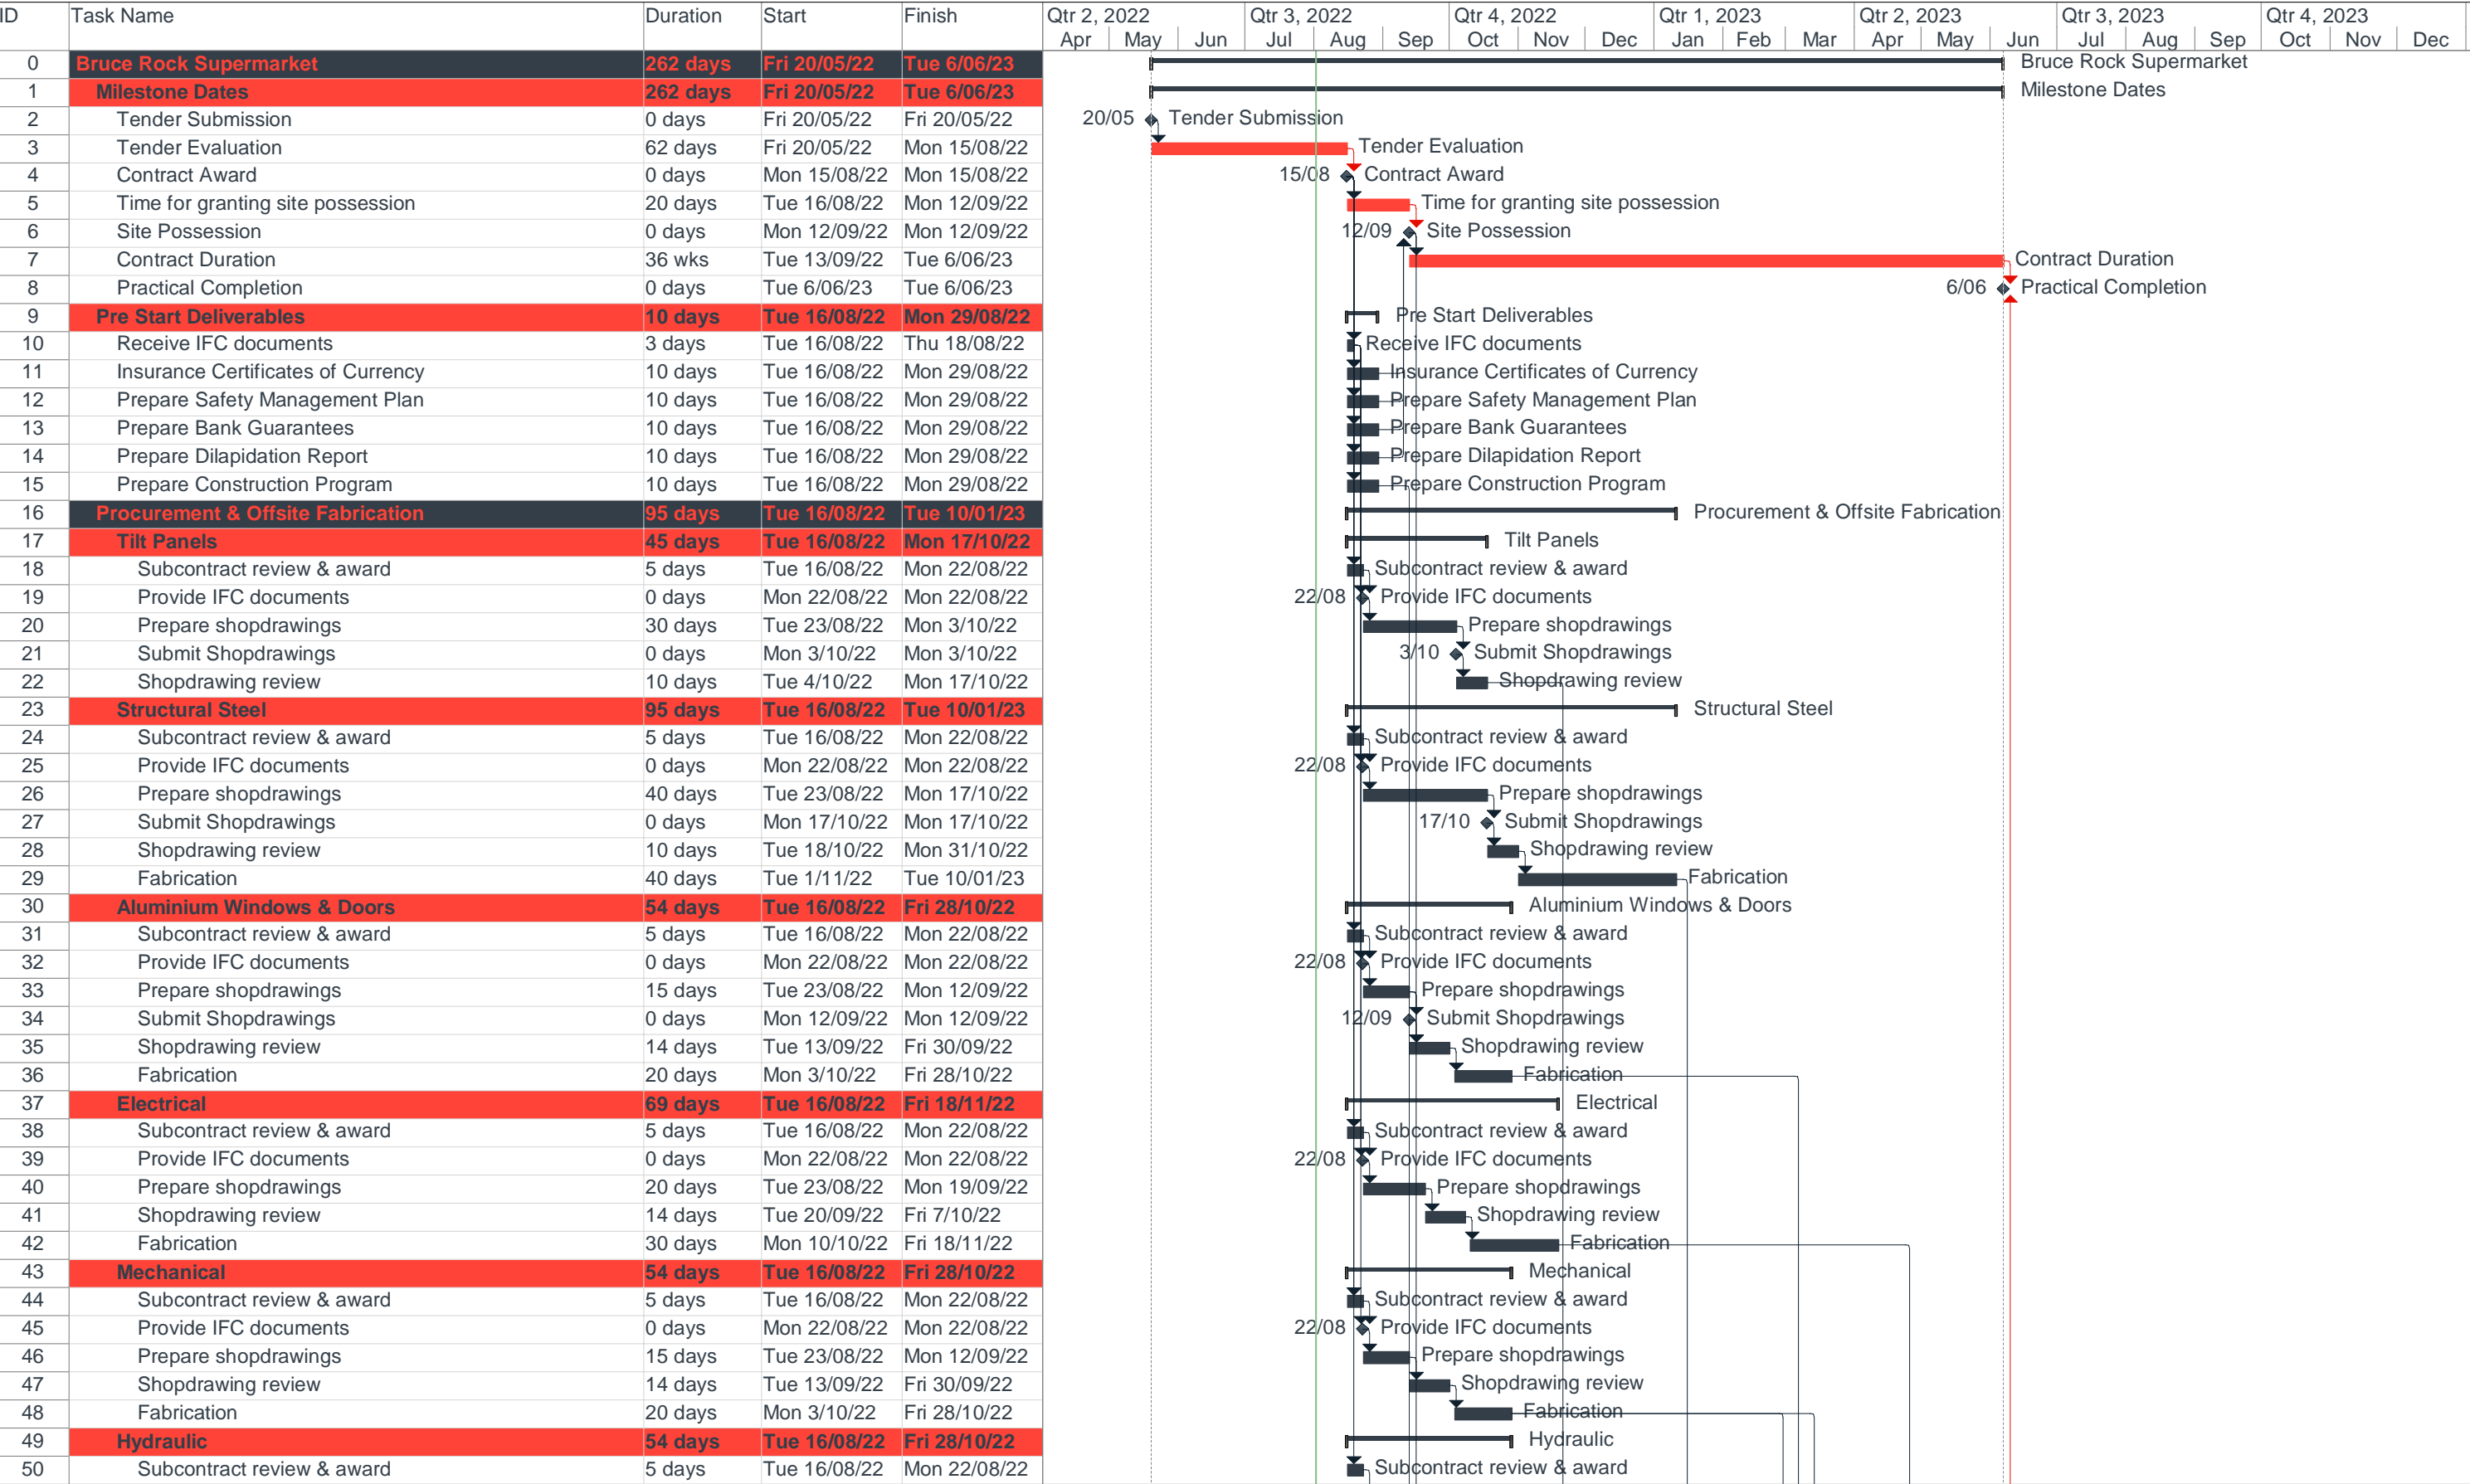 ID Task Name Duration Start Finish Qtr 2, 2022 Qtr 3, 2022 Qtr 4, 2022 Qtr 1, 2023 Qtr 2, 2023 Qtr 3, 2023 Qtr 4, 2023
Apr May Jun Jul Aug Sep Oct Nov Dec Jan Feb Mar Apr May Jun Jul Aug Sep Oct Nov Dec
0 Bruce Rock Supermarket 262 days Fri 20/05/22 Tue 6/06/23 Bruce Rock Supermarket
1 Milestone Dates 262 days Fri 20/05/22 Tue 6/06/23 Milestone Dates
2 Tender Submission 0 days Fri 20/05/22 Fri 20/05/22 20/05 Tender Submission
3 Tender Evaluation 62 days Fri 20/05/22 Mon 15/08/22 Tender Evaluation
4 Contract Award 0 days Mon 15/08/22 Mon 15/08/22 15/08 Contract Award
5 Time for granting site possession 20 days Tue 16/08/22 Mon 12/09/22 Time for granting site possession
6 Site Possession 0 days Mon 12/09/22 Mon 12/09/22 12/09 Site Possession
7 Contract Duration 36 wks Tue 13/09/22 Tue 6/06/23 Contract Duration
8 Practical Completion 0 days Tue 6/06/23 Tue 6/06/23 6/06 Practical Completion
9 Pre Start Deliverables 10 days Tue 16/08/22 Mon 29/08/22 Pre Start Deliverables
10 Receive IFC documents 3 days Tue 16/08/22 Thu 18/08/22 Receive IFC documents
11 Insurance Certificates of Currency 10 days Tue 16/08/22 Mon 29/08/22 Insurance Certificates of Currency
12 Prepare Safety Management Plan 10 days Tue 16/08/22 Mon 29/08/22 Prepare Safety Management Plan
13 Prepare Bank Guarantees 10 days Tue 16/08/22 Mon 29/08/22 Prepare Bank Guarantees
14 Prepare Dilapidation Report 10 days Tue 16/08/22 Mon 29/08/22 Prepare Dilapidation Report
15 Prepare Construction Program 10 days Tue 16/08/22 Mon 29/08/22 Prepare Construction Program
16 Procurement & Offsite Fabrication 95 days Tue 16/08/22 Tue 10/01/23 Procurement & Offsite Fabrication
17 Tilt Panels 45 days Tue 16/08/22 Mon 17/10/22 Tilt Panels
18 Subcontract review & award 5 days Tue 16/08/22 Mon 22/08/22 Subcontract review & award
19 Provide IFC documents 0 days Mon 22/08/22 Mon 22/08/22 22/08 Provide IFC documents
20 Prepare shopdrawings 30 days Tue 23/08/22 Mon 3/10/22 Prepare shopdrawings
21 Submit Shopdrawings 0 days Mon 3/10/22 Mon 3/10/22 3/10 Submit Shopdrawings
22 Shopdrawing review 10 days Tue 4/10/22 Mon 17/10/22 Shopdrawing review
23 Structural Steel 95 days Tue 16/08/22 Tue 10/01/23 Structural Steel
24 Subcontract review & award 5 days Tue 16/08/22 Mon 22/08/22 Subcontract review & award
25 Provide IFC documents 0 days Mon 22/08/22 Mon 22/08/22 22/08 Provide IFC documents
26 Prepare shopdrawings 40 days Tue 23/08/22 Mon 17/10/22 Prepare shopdrawings
27 Submit Shopdrawings 0 days Mon 17/10/22 Mon 17/10/22 17/10 Submit Shopdrawings
28 Shopdrawing review 10 days Tue 18/10/22 Mon 31/10/22 Shopdrawing review
29 Fabrication 40 days Tue 1/11/22 Tue 10/01/23 Fabrication
30 Aluminium Windows & Doors 54 days Tue 16/08/22 Fri 28/10/22 Aluminium Windows & Doors
31 Subcontract review & award 5 days Tue 16/08/22 Mon 22/08/22 Subcontract review & award
32 Provide IFC documents 0 days Mon 22/08/22 Mon 22/08/22 22/08 Provide IFC documents
33 Prepare shopdrawings 15 days Tue 23/08/22 Mon 12/09/22 Prepare shopdrawings
34 Submit Shopdrawings 0 days Mon 12/09/22 Mon 12/09/22 12/09 Submit Shopdrawings
35 Shopdrawing review 14 days Tue 13/09/22 Fri 30/09/22 Shopdrawing review
36 Fabrication 20 days Mon 3/10/22 Fri 28/10/22 Fabrication
37 Electrical 69 days Tue 16/08/22 Fri 18/11/22 Electrical
38 Subcontract review & award 5 days Tue 16/08/22 Mon 22/08/22 Subcontract review & award
39 Provide IFC documents 0 days Mon 22/08/22 Mon 22/08/22 22/08 Provide IFC documents
40 Prepare shopdrawings 20 days Tue 23/08/22 Mon 19/09/22 Prepare shopdrawings
41 Shopdrawing review 14 days Tue 20/09/22 Fri 7/10/22 Shopdrawing review
42 Fabrication 30 days Mon 10/10/22 Fri 18/11/22 Fabrication
43 Mechanical 54 days Tue 16/08/22 Fri 28/10/22 Mechanical
44 Subcontract review & award 5 days Tue 16/08/22 Mon 22/08/22 Subcontract review & award
45 Provide IFC documents 0 days Mon 22/08/22 Mon 22/08/22 22/08 Provide IFC documents
46 Prepare shopdrawings 15 days Tue 23/08/22 Mon 12/09/22 Prepare shopdrawings
47 Shopdrawing review 14 days Tue 13/09/22 Fri 30/09/22 Shopdrawing review
48 Fabrication 20 days Mon 3/10/22 Fri 28/10/22 Fabrication
49 Hydraulic 54 days Tue 16/08/22 Fri 28/10/22 Hydraulic
50 Subcontract review & award 5 days Tue 16/08/22 Mon 22/08/22 Subcontract review & award